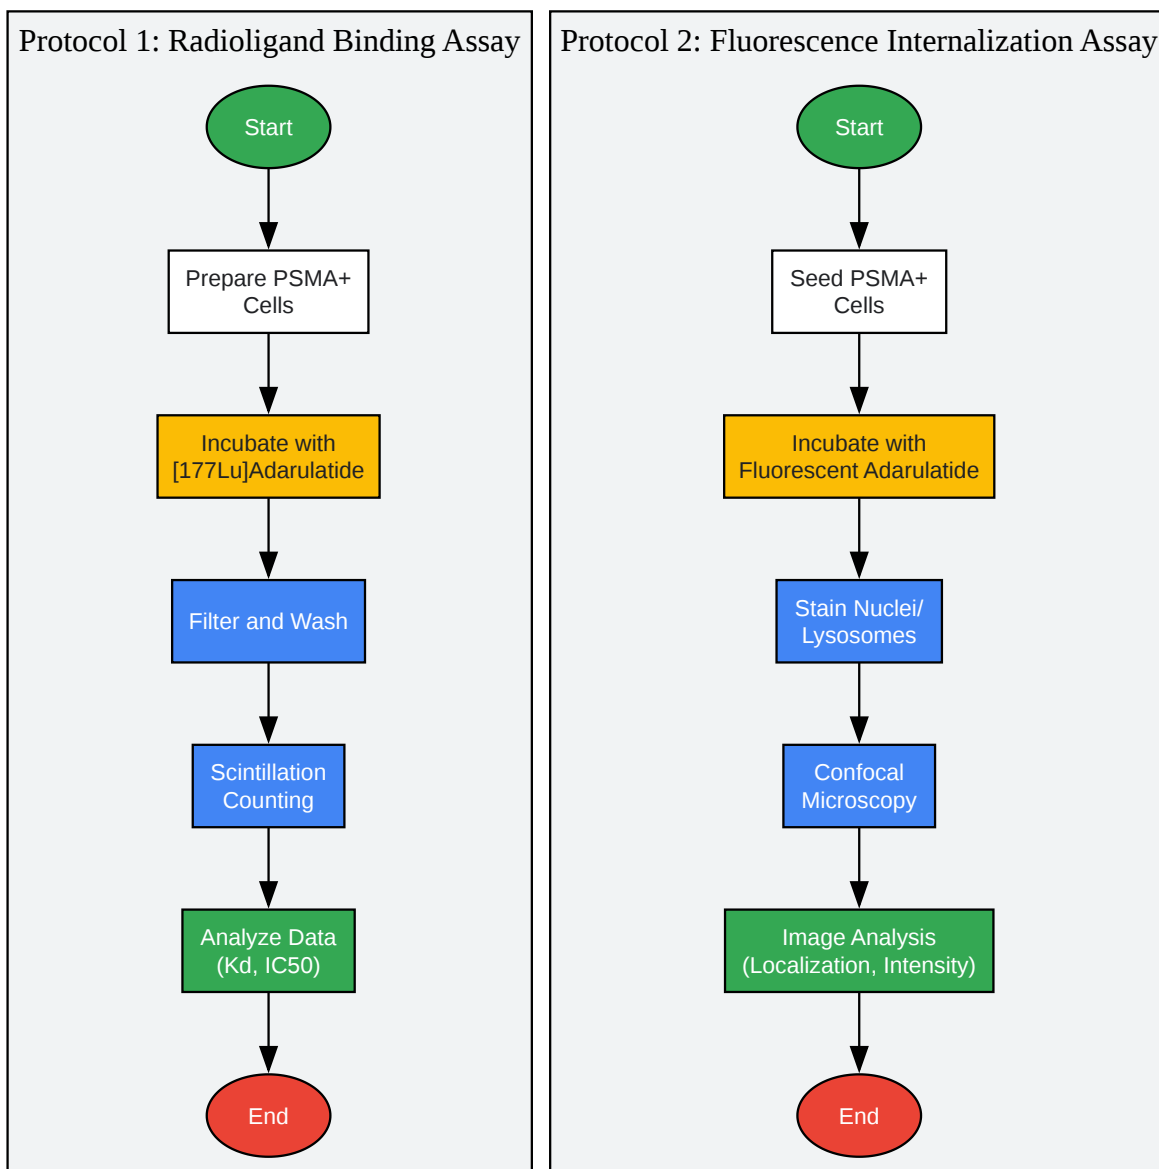 Protocol 1: Radioligand Binding Assay
Start
Prepare PSMA+
Cells
Incubate with
[177Lu]Adarulatide
Filter and Wash
Scintillation
Counting
Analyze Data
(Kd, IC50)
End
Protocol 2: Fluorescence Internalization Assay
Start
Seed PSMA+
Cells
Incubate with
Fluorescent Adarulatide
Stain Nuclei/
Lysosomes
Confocal
Microscopy
Image Analysis
(Localization, Intensity)
End